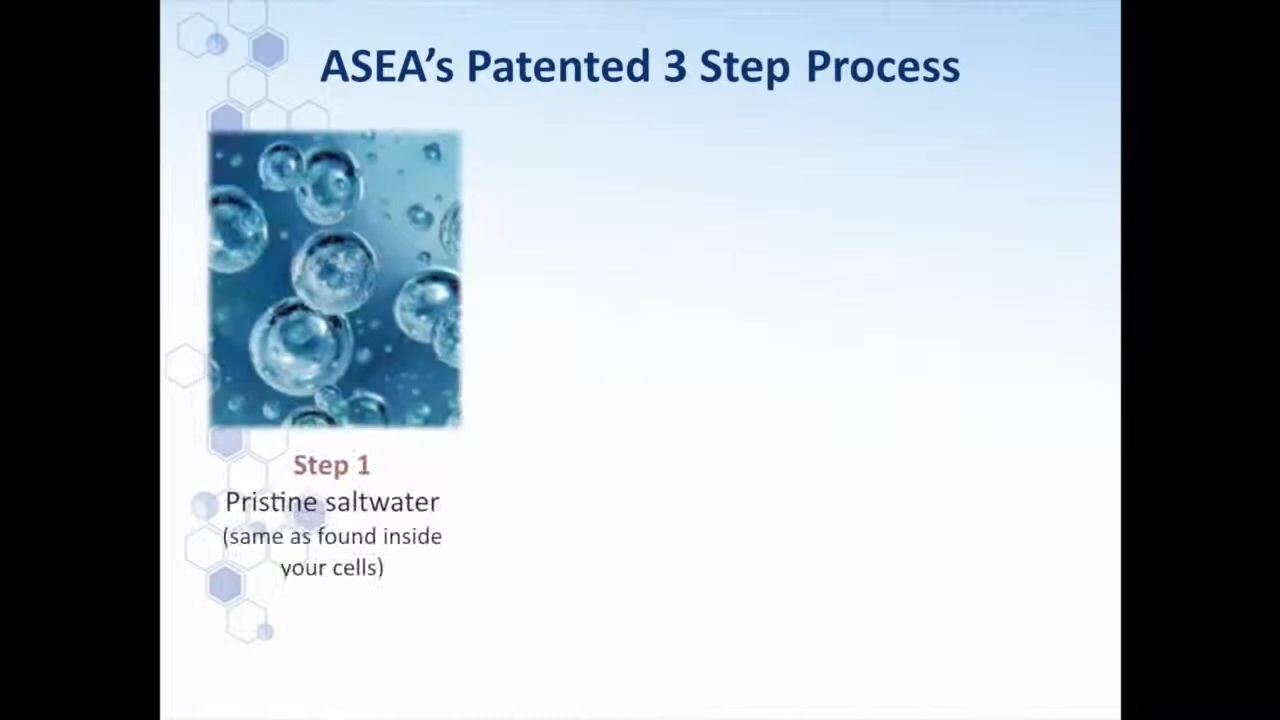 ASEA’s Patented 3 Step Process
Step 1
Pristine saltwater
(same as found inside
your cells)